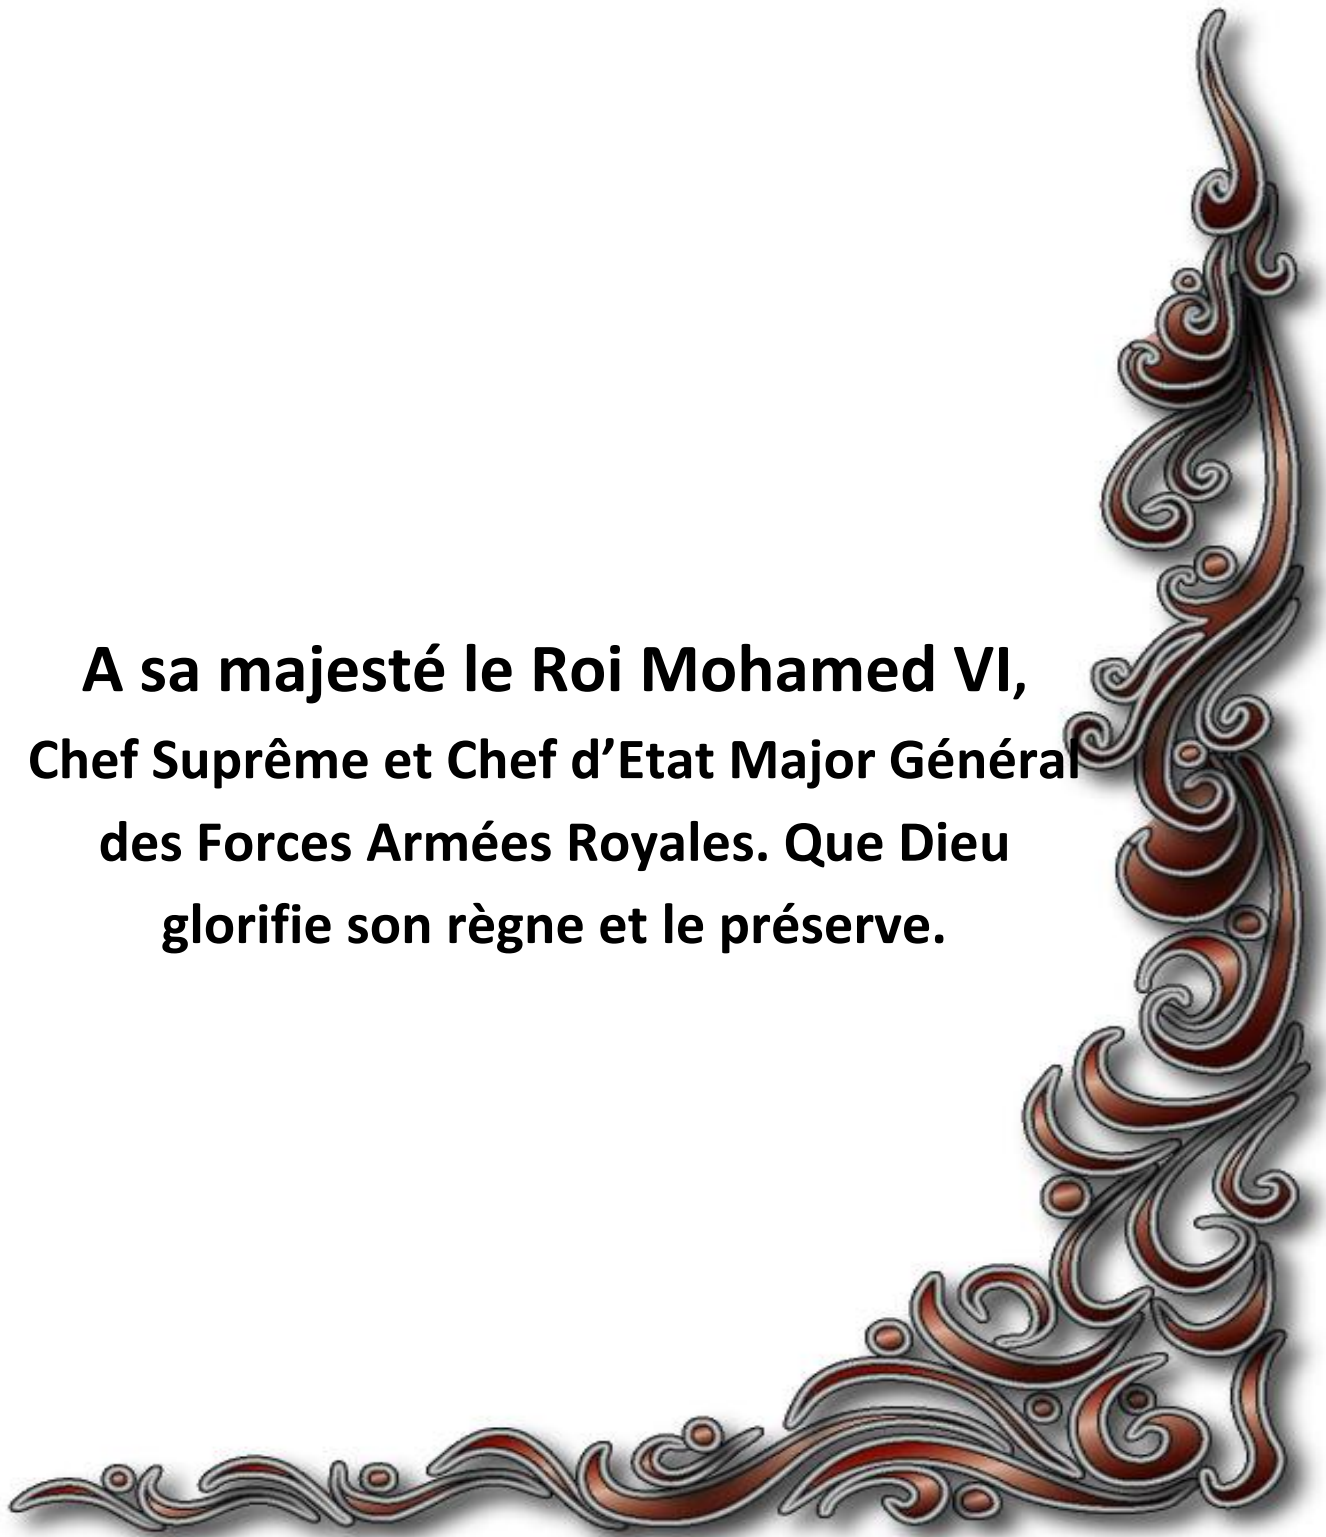 A sa majesté le Roi Mohamed VI,
Chef Suprême et Chef d’Etat Major Général
des Forces Armées Royales. Que Dieu
glorifie son règne et le préserve.